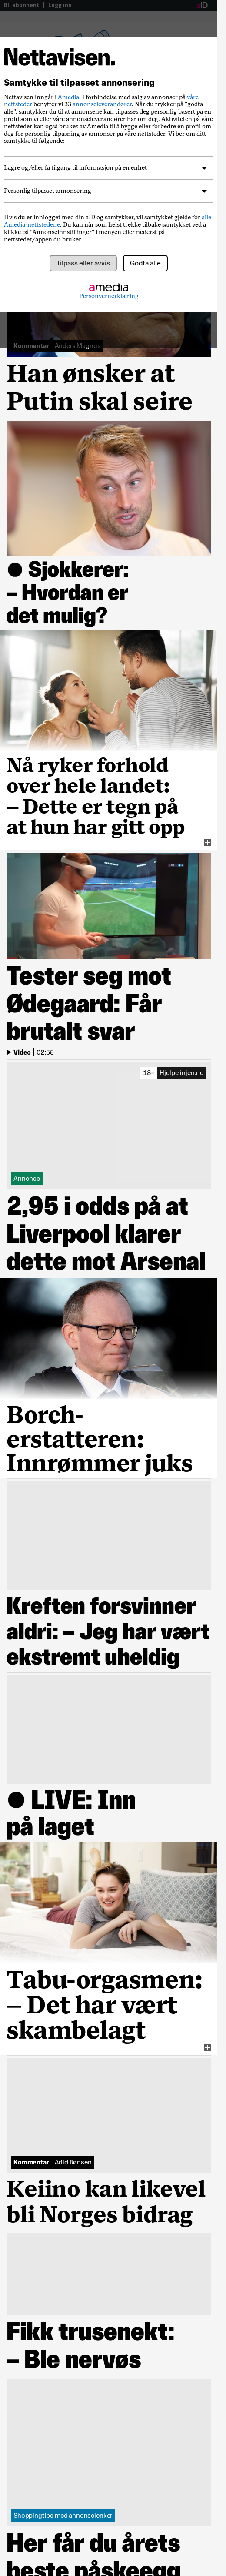 Bli abonnent | Logg inn
aID
Nettavisen.
Samtykke til tilpasset annonsering
Nettavisen inngår i Amedia. I forbindelse med salg av annonser på våre
nettsteder benytter vi 33 annonseleverandører. Når du trykker på "godta
alle", samtykker du til at annonsene kan tilpasses deg personlig basert på en
profil som vi eller våre annonseleverandører lager om deg. Aktiviteten på våre
nettsteder kan også brukes av Amedia til å bygge eller forbedre en profil om
deg for personlig tilpasning av annonser på våre nettsteder. Vi ber om ditt
samtykke til følgende:
Lagre og/eller få tilgang til informasjon på en enhet
Personlig tilpasset annonsering
Hvis du er innlogget med din aID og samtykker, vil samtykket gjelde for alle
Amedia-nettstedene. Du kan når som helst trekke tilbake samtykket ved å
klikke på “Annonseinnstillinger” i menyen eller nederst på
nettstedet/appen du bruker.
Tilpass eller avvis
Godta alle
amedia
Personvernerklæring
Kommentar | Anders Magnus
Han ønsker at
Putin skal seire
● Sjokkerer:
– Hvordan er
det mulig?
Nå ryker forhold
over hele landet:
– Dette er tegn på
at hun har gitt opp
Tester seg mot
Ødegaard: Får
brutalt svar
Video | 02:58
18+ Hjelpelinjen.no
Annonse
2,95 i odds på at
Liverpool klarer
dette mot Arsenal
Borch-
erstatteren:
Innrømmer juks
Kreften forsvinner
aldri: – Jeg har vært
ekstremt uheldig
● LIVE: Inn
på laget
Tabu-orgasmen:
– Det har vært
skambelagt
Kommentar | Arild Rønsen
Keiino kan likevel
bli Norges bidrag
Fikk trusenekt:
– Ble nervøs
Shoppingtips med annonselenker
Her får du årets
beste påskeegg